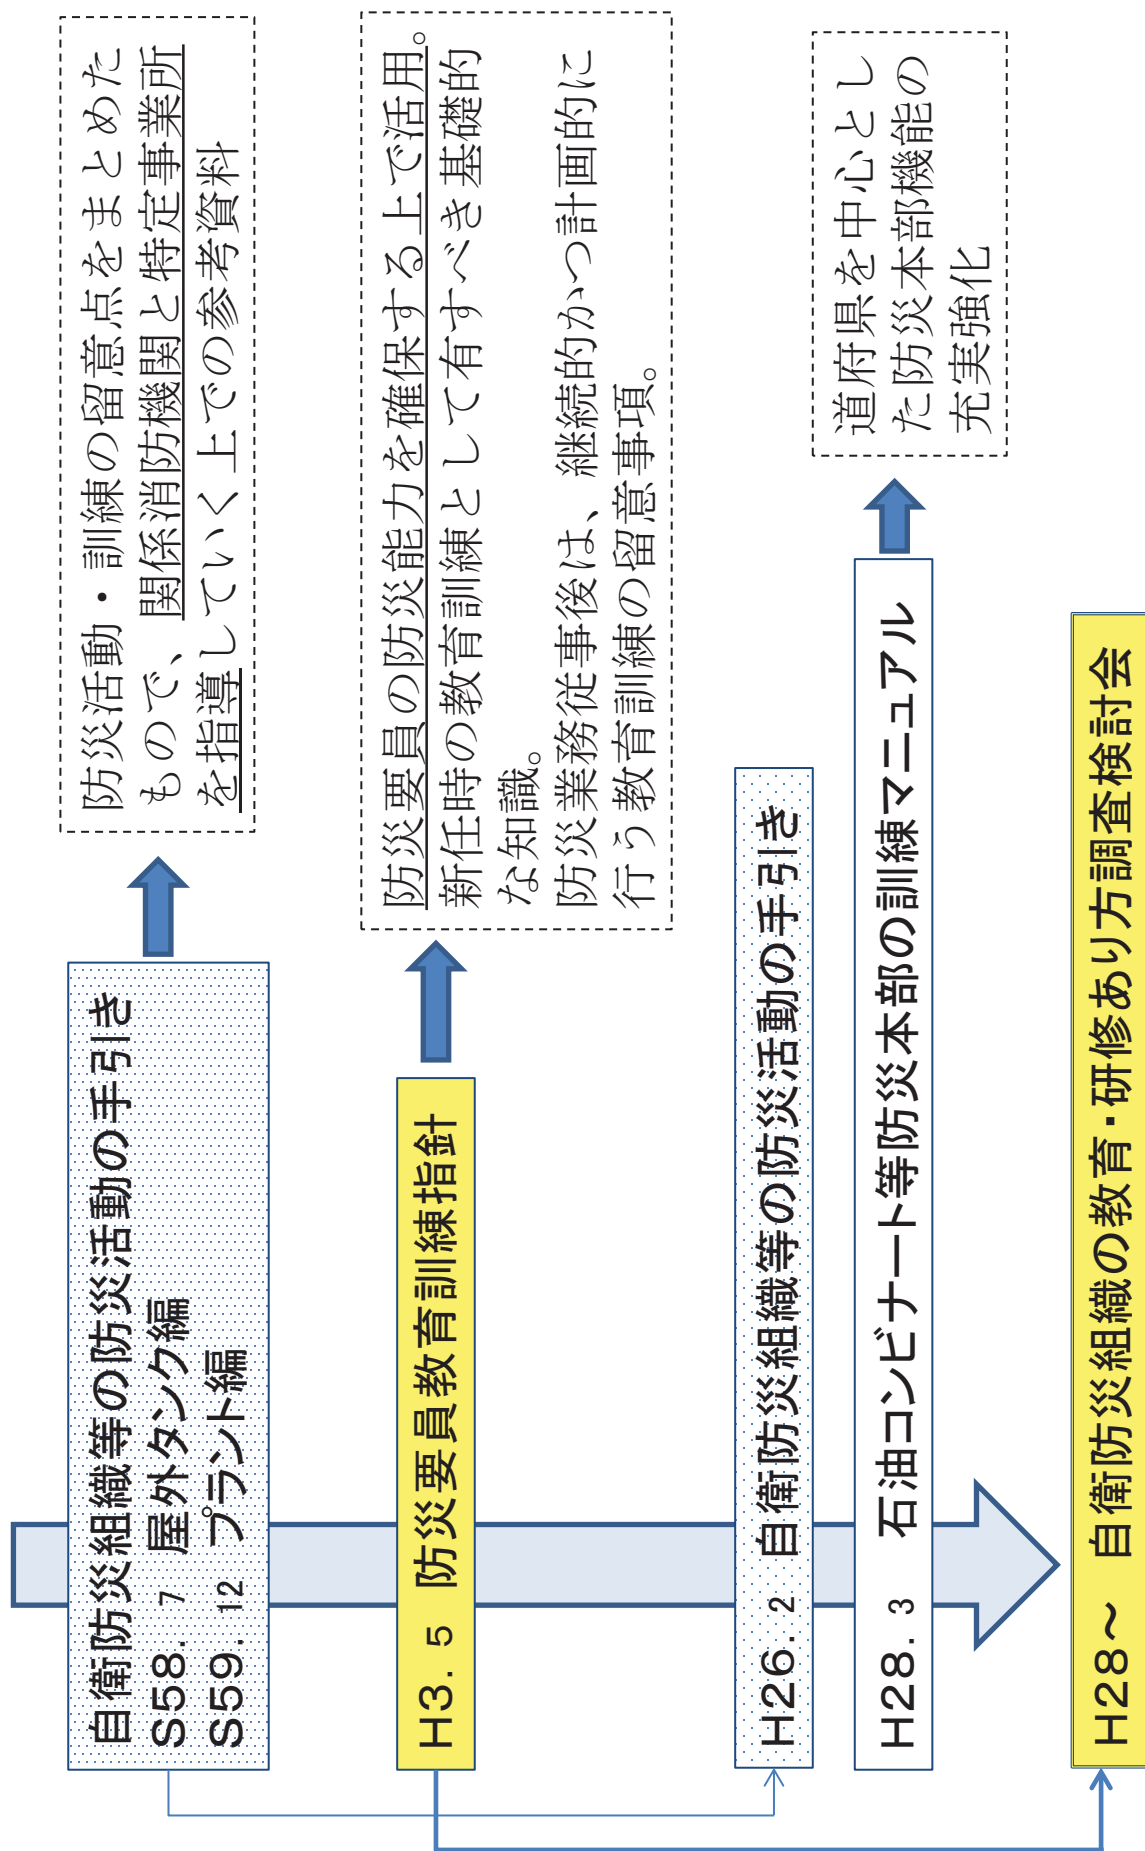 自衛防災組織等の防災活動の手引き
S58.7 屋外タンク編
S59.12 プラント編
防災活動・訓練の留意点をまとめた
もので、関係消防機関と特定事業所
を指導していく上での参考資料
H3.5 防災要員教育訓練指針
防災要員の防災能力を確保する上で活用。
新任時の教育訓練として有すべき基礎的
な知識。
防災業務従事後は、継続的かつ計画的に
行う教育訓練の留意事項。
H26.2 自衛防災組織等の防災活動の手引き
H28.3 石油コンビナート等防災本部の訓練マニュアル
道府県を中心とし
た防災本部機能の
充実強化
H28～ 自衛防災組織の教育・研修あり方調査検討会